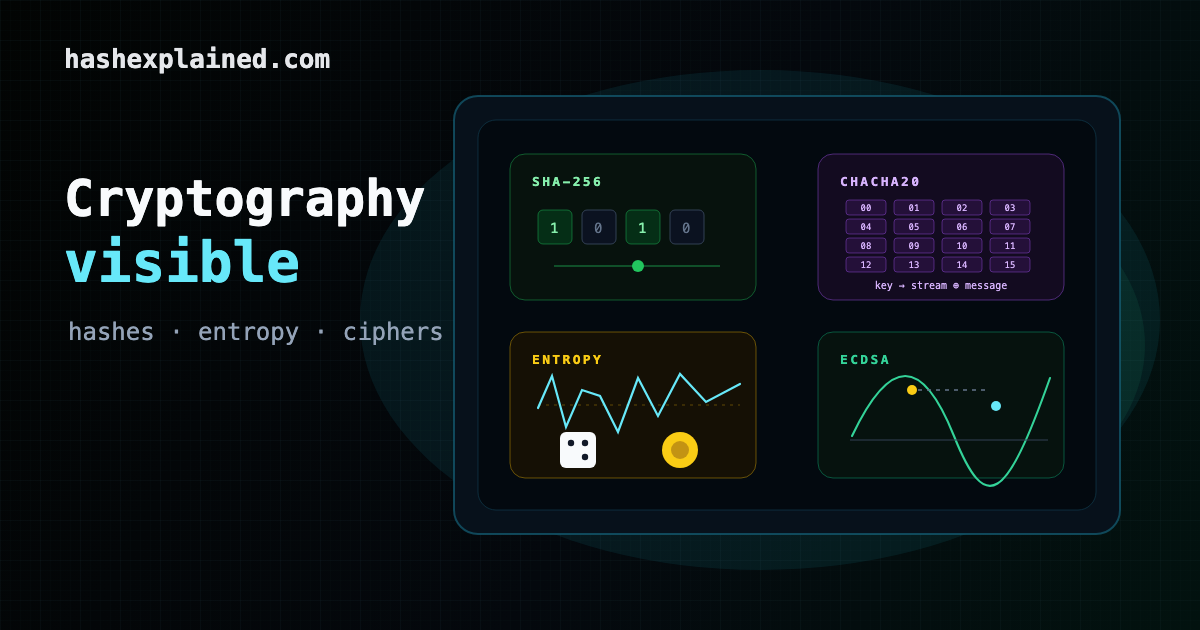 hashexplained.com
Cryptography
visible
hashes · entropy · ciphers
SHA−256
1 0 1 0
CHACHA20
00 01 02 03
04 05 06 07
08 09 10 11
12 13 14 15
key → stream ⊕ message
ENTROPY
ECDSA